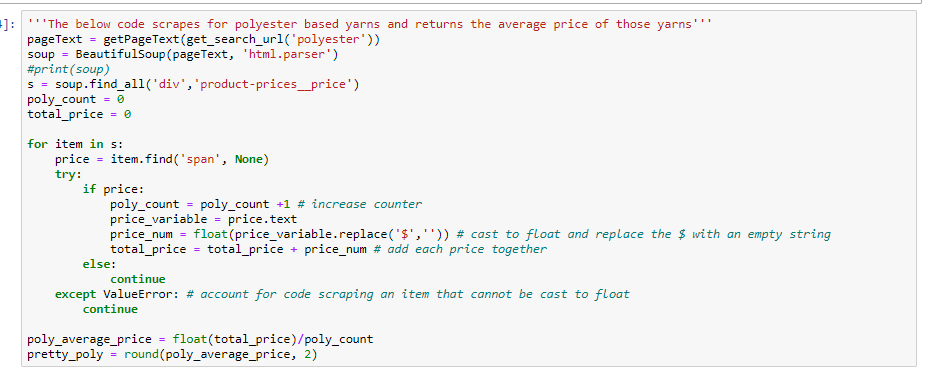 ]: '''The below code scrapes for polyester based yarns and returns the average price of those yarns'''
pageText = getPageText(get_search_url('polyester'))
soup = BeautifulSoup(pageText, 'html.parser')
#print(soup)
s = soup.find_all('div','product-prices__price')
poly_count = 0
total_price = 0

for item in s:
    price = item.find('span', None)
    try:
        if price:
            poly_count = poly_count +1 # increase counter
            price_variable = price.text
            price_num = float(price_variable.replace('$','')) # cast to float and replace the $ with an empty string
            total_price = total_price + price_num # add each price together
        else:
            continue
    except ValueError: # account for code scraping an item that cannot be cast to float
        continue

poly_average_price = float(total_price)/poly_count
pretty_poly = round(poly_average_price, 2)